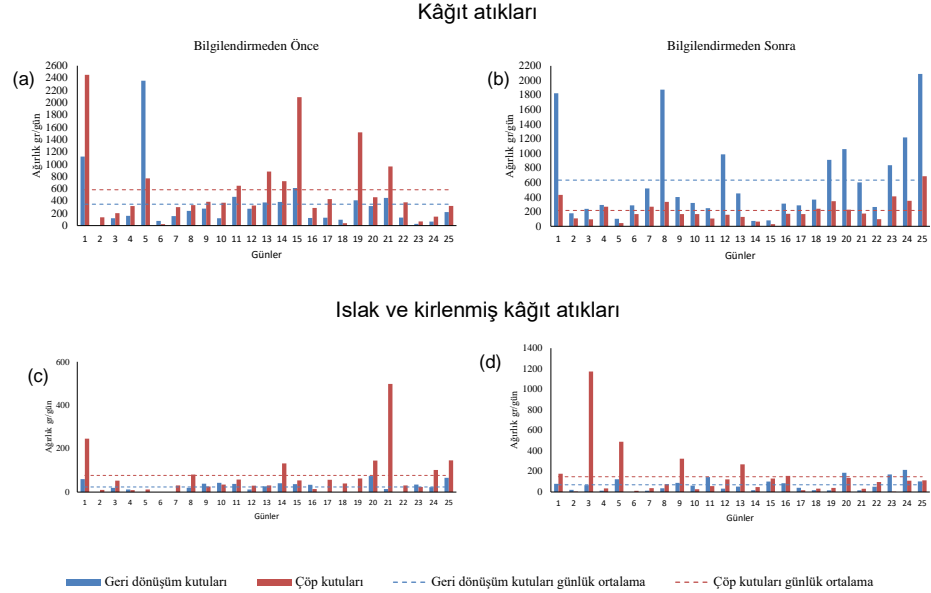 Kâğıt atıkları
Bilgilendirmeden Önce
(a)
Ağırlık gr/gün
2600
2400
2200
2000
1800
1600
1400
1200
1000
800
600
400
200
0
1 2 3 4 5 6 7 8 9 10 11 12 13 14 15 16 17 18 19 20 21 22 23 24 25
Günler
Bilgilendirmeden Sonra
(b)
Ağırlık gr/gün
2200
2000
1800
1600
1400
1200
1000
800
600
400
200
0
1 2 3 4 5 6 7 8 9 10 11 12 13 14 15 16 17 18 19 20 21 22 23 24 25
Günler
Islak ve kirlenmiş kâğıt atıkları
(c)
Ağırlık gr/gün
600
400
200
0
1 2 3 4 5 6 7 8 9 10 11 12 13 14 15 16 17 18 19 20 21 22 23 24 25
Günler
(d)
Ağırlık gr/gün
1400
1200
1000
800
600
400
200
0
1 2 3 4 5 6 7 8 9 10 11 12 13 14 15 16 17 18 19 20 21 22 23 24 25
Günler
Geri dönüşüm kutuları Çöp kutuları Geri dönüşüm kutuları günlük ortalama Çöp kutuları günlük ortalama